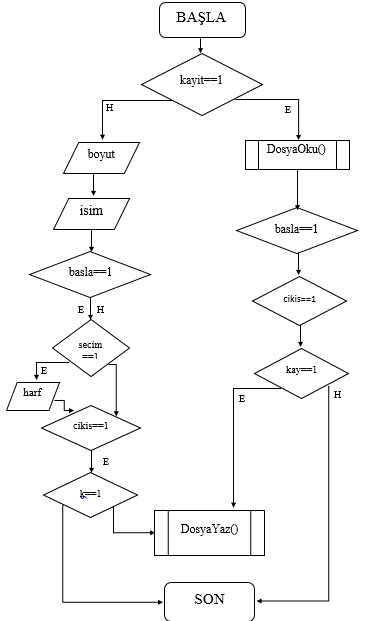 BAŞLA
kayit==1
H
E
boyut
DosyaOku()
isim
basla==1
basla==1
E H
cikis==1
secim
==1
E
kay==1
harf
E
H
cikis==1
E
k==1
DosyaYaz()
SON